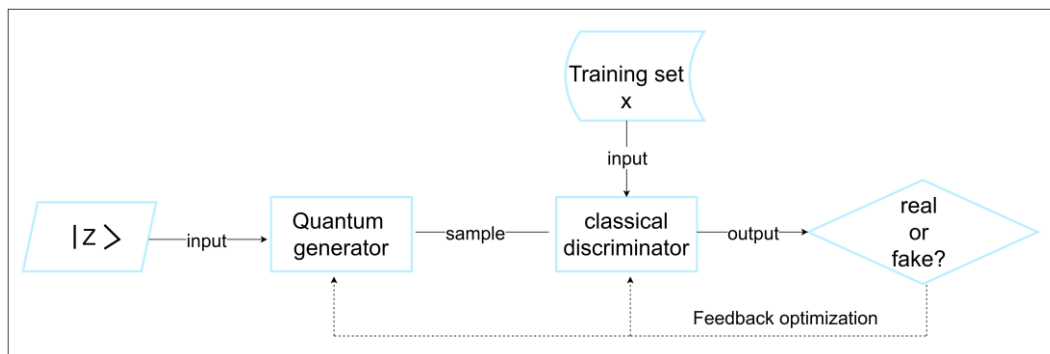 Training set
x
input
|z>
input
Quantum
generator
sample
classical
discriminator
output
real
or
fake?
Feedback optimization